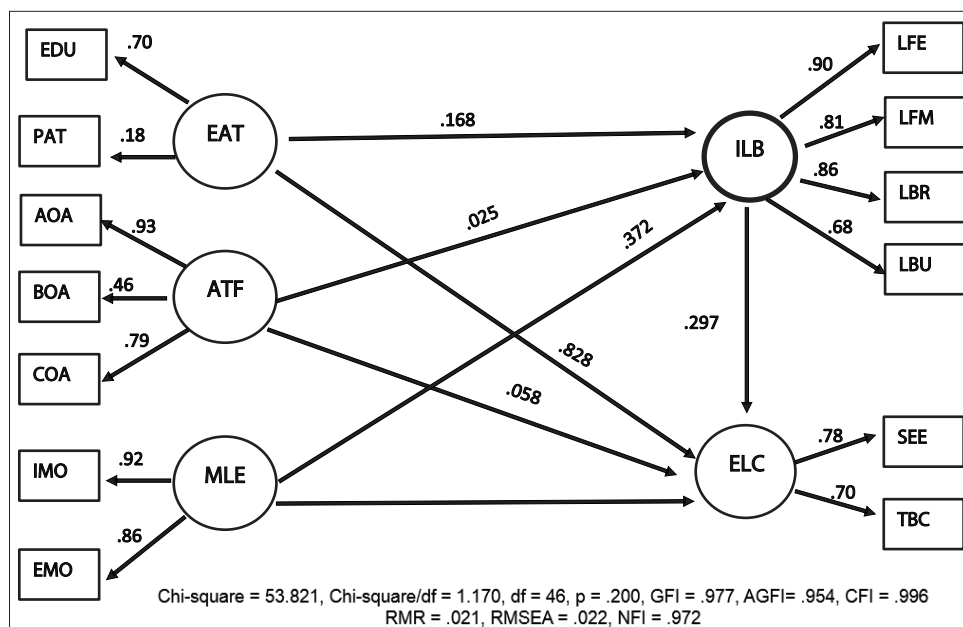 EDU
.70
PAT
.18
EAT
AOA
.93
BOA
.46
ATF
COA
.79
IMO
.92
MLE
EMO
.86
.168
.025
.372
.828
.058
.297
ILB
ELC
.90
LFE
.81
LFM
.86
LBR
.68
LBU
.78
SEE
.70
TBC
Chi-square = 53.821, Chi-square/df = 1.170, df = 46, p = .200, GFI = .977, AGFI= .954, CFI = .996
RMR = .021, RMSEA = .022, NFI = .972